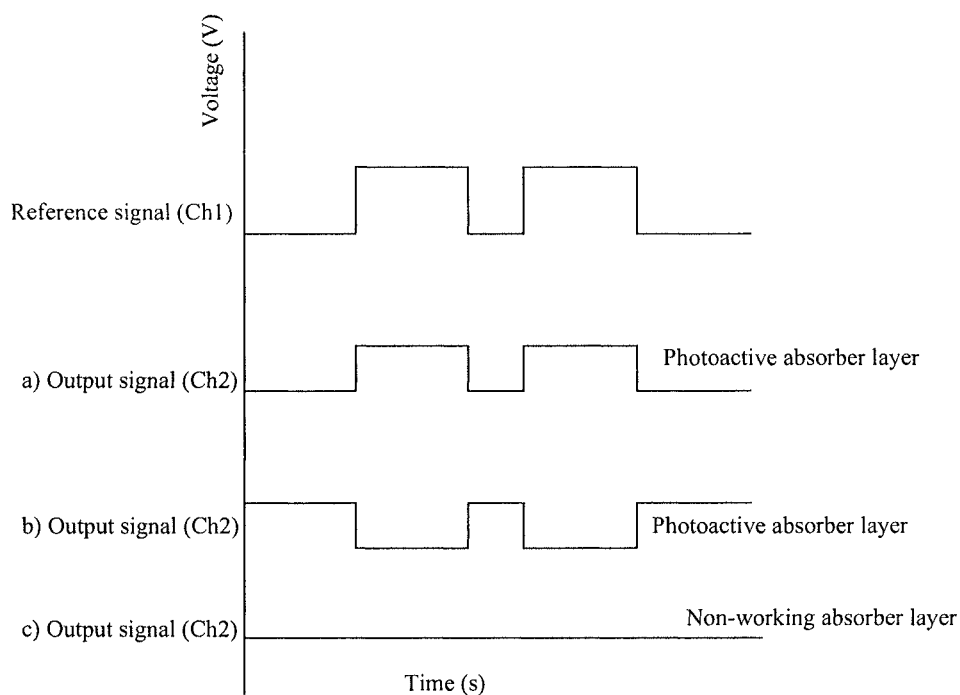 Voltage (V)
Reference signal (Ch1)
Photoactive absorber layer
a) Output signal (Ch2)
b) Output signal (Ch2)
Photoactive absorber layer
Non-working absorber layer
c) Output signal (Ch2)
Time (s)